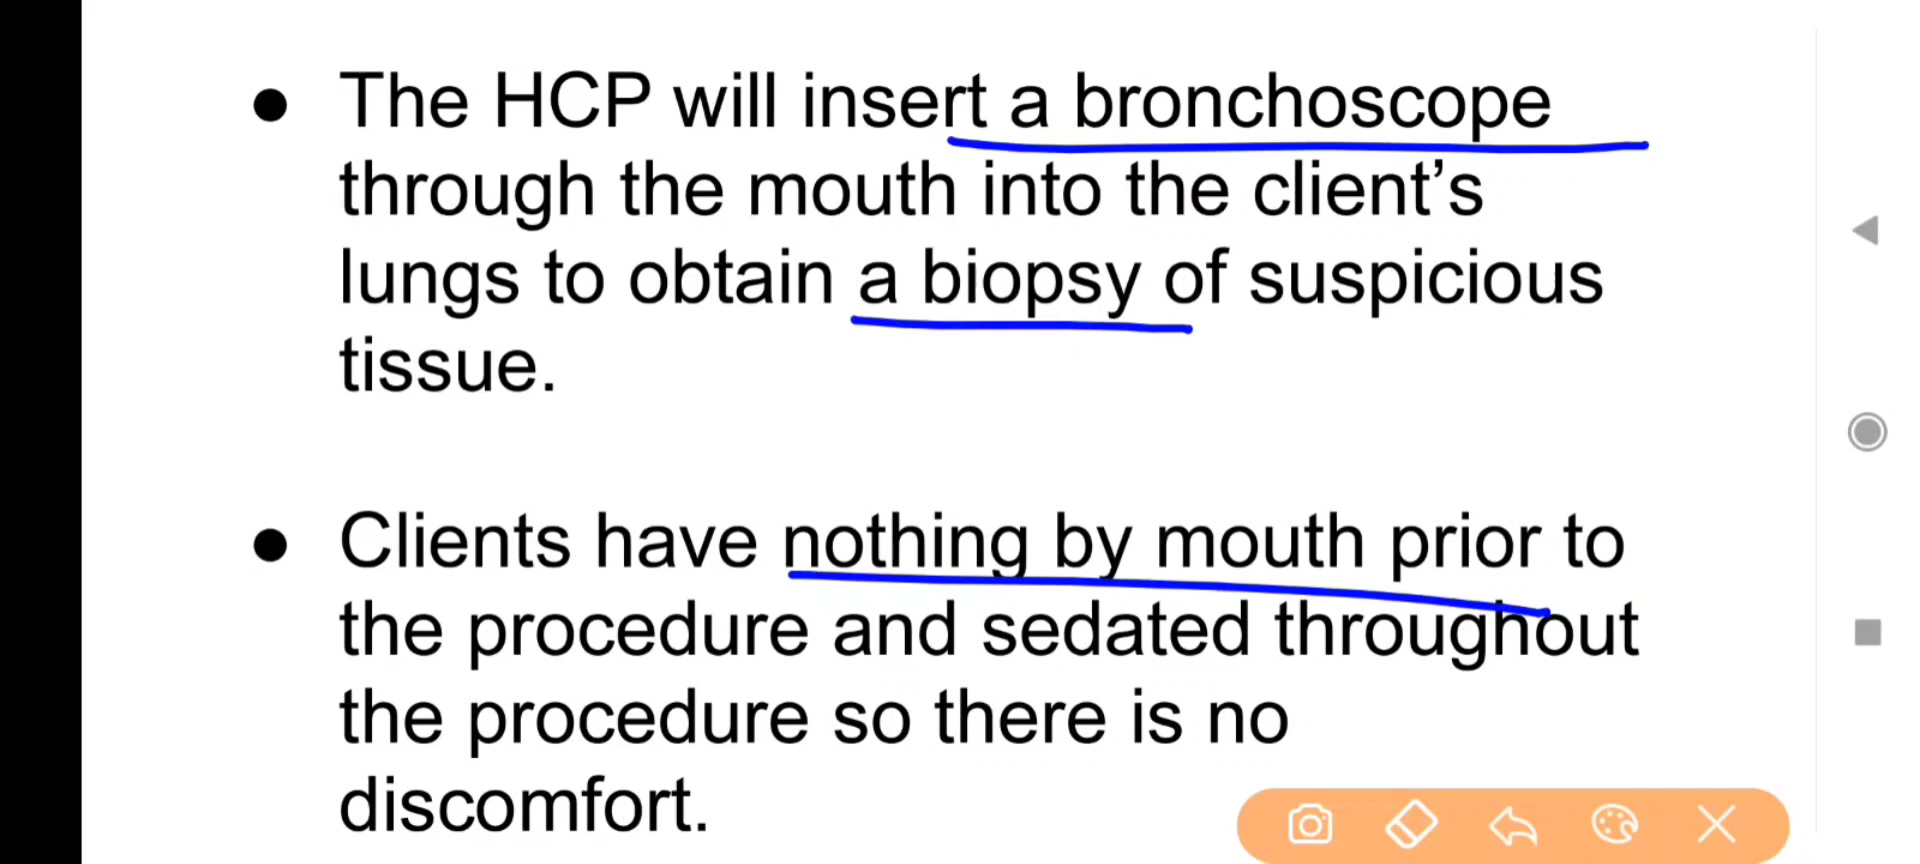 ● The HCP will insert a bronchoscope
through the mouth into the client’s
lungs to obtain a biopsy of suspicious
tissue.
● Clients have nothing by mouth prior to
the procedure and sedated throughout
the procedure so there is no
discomfort.